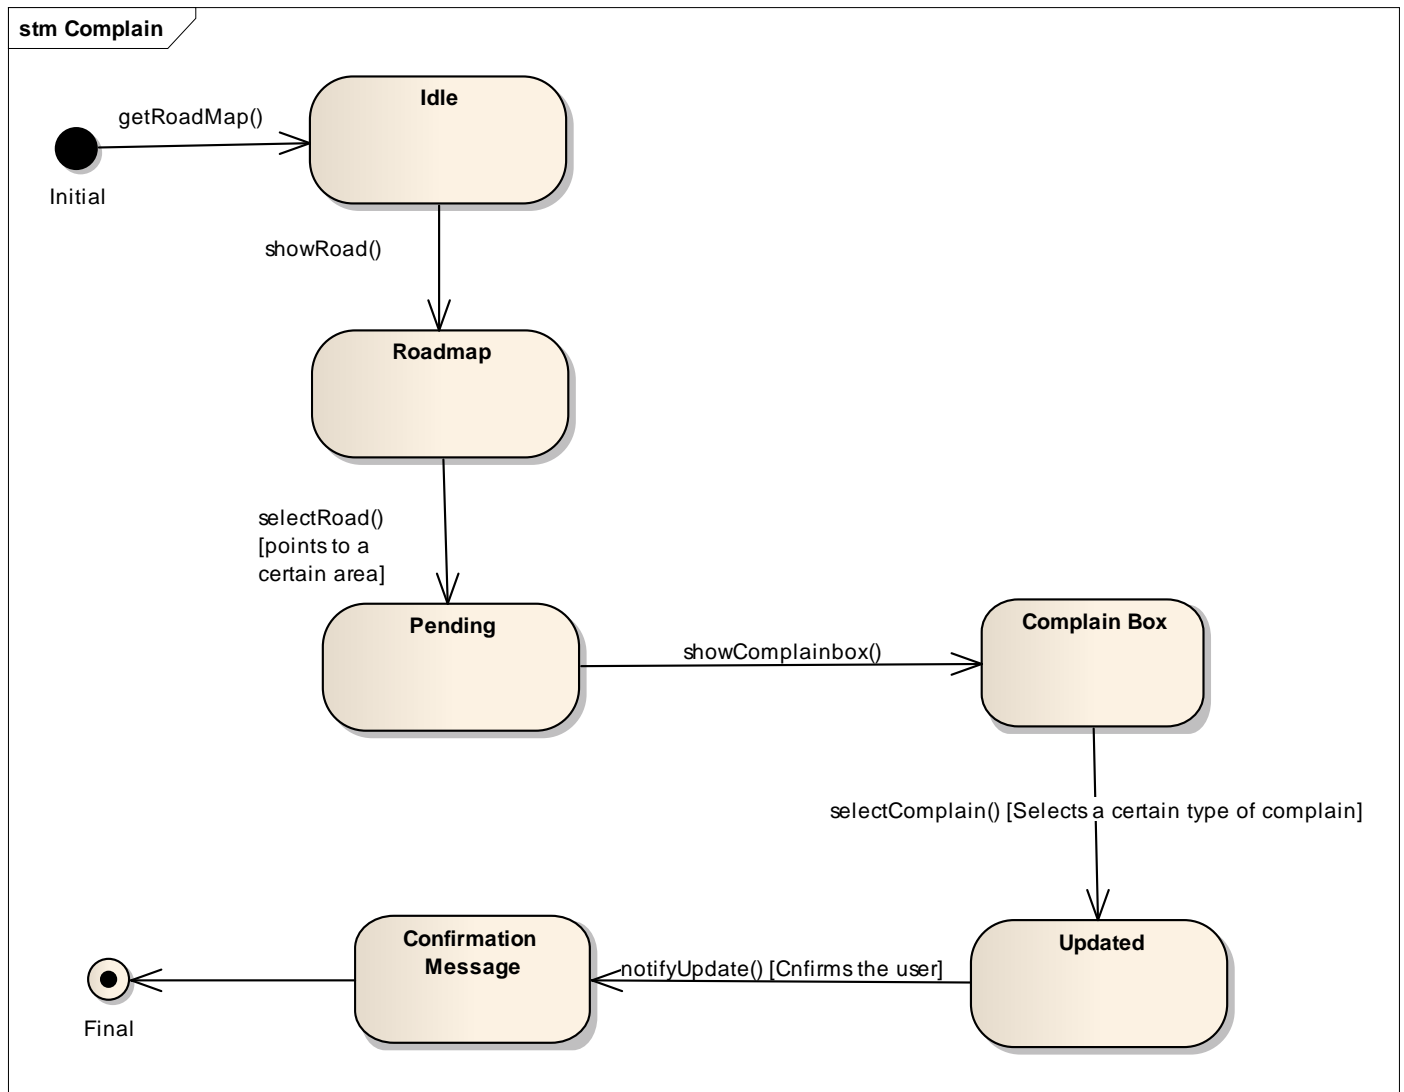 stm Complain
Idle
getRoadMap()
Initial
showRoad()
Roadmap
selectRoad()
[points to a
certain area]
Pending
Complain Box
showComplainbox()
selectComplain() [Selects a certain type of complain]
Confirmation
Message
Updated
notifyUpdate() [Cnfirms the user]
Final